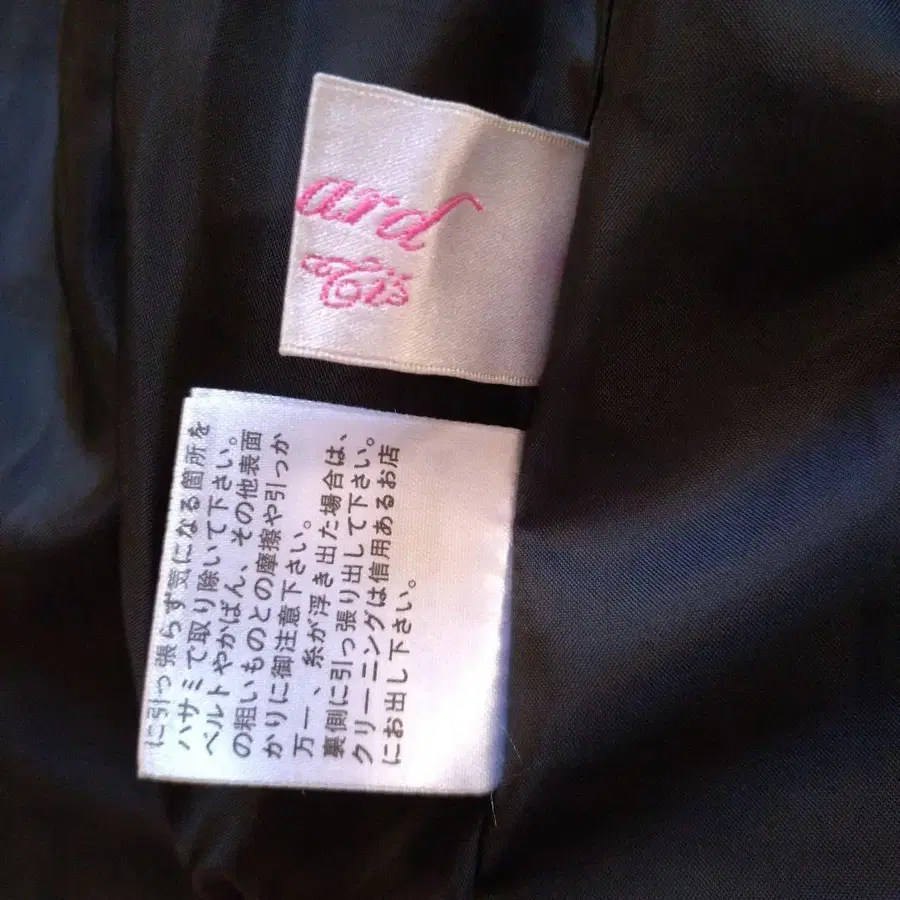 ard
に引っ張らず気になる箇所を
ハサミで取り除いて下さい。
ベルトやかばん、その他表面
の粗いものとの摩擦や引っか
かりに御注意下さい。
万一、糸が浮き出た場合は、
裏側に引っ張り出して下さい。
クリーニングは信用あるお店
にお出し下さい。